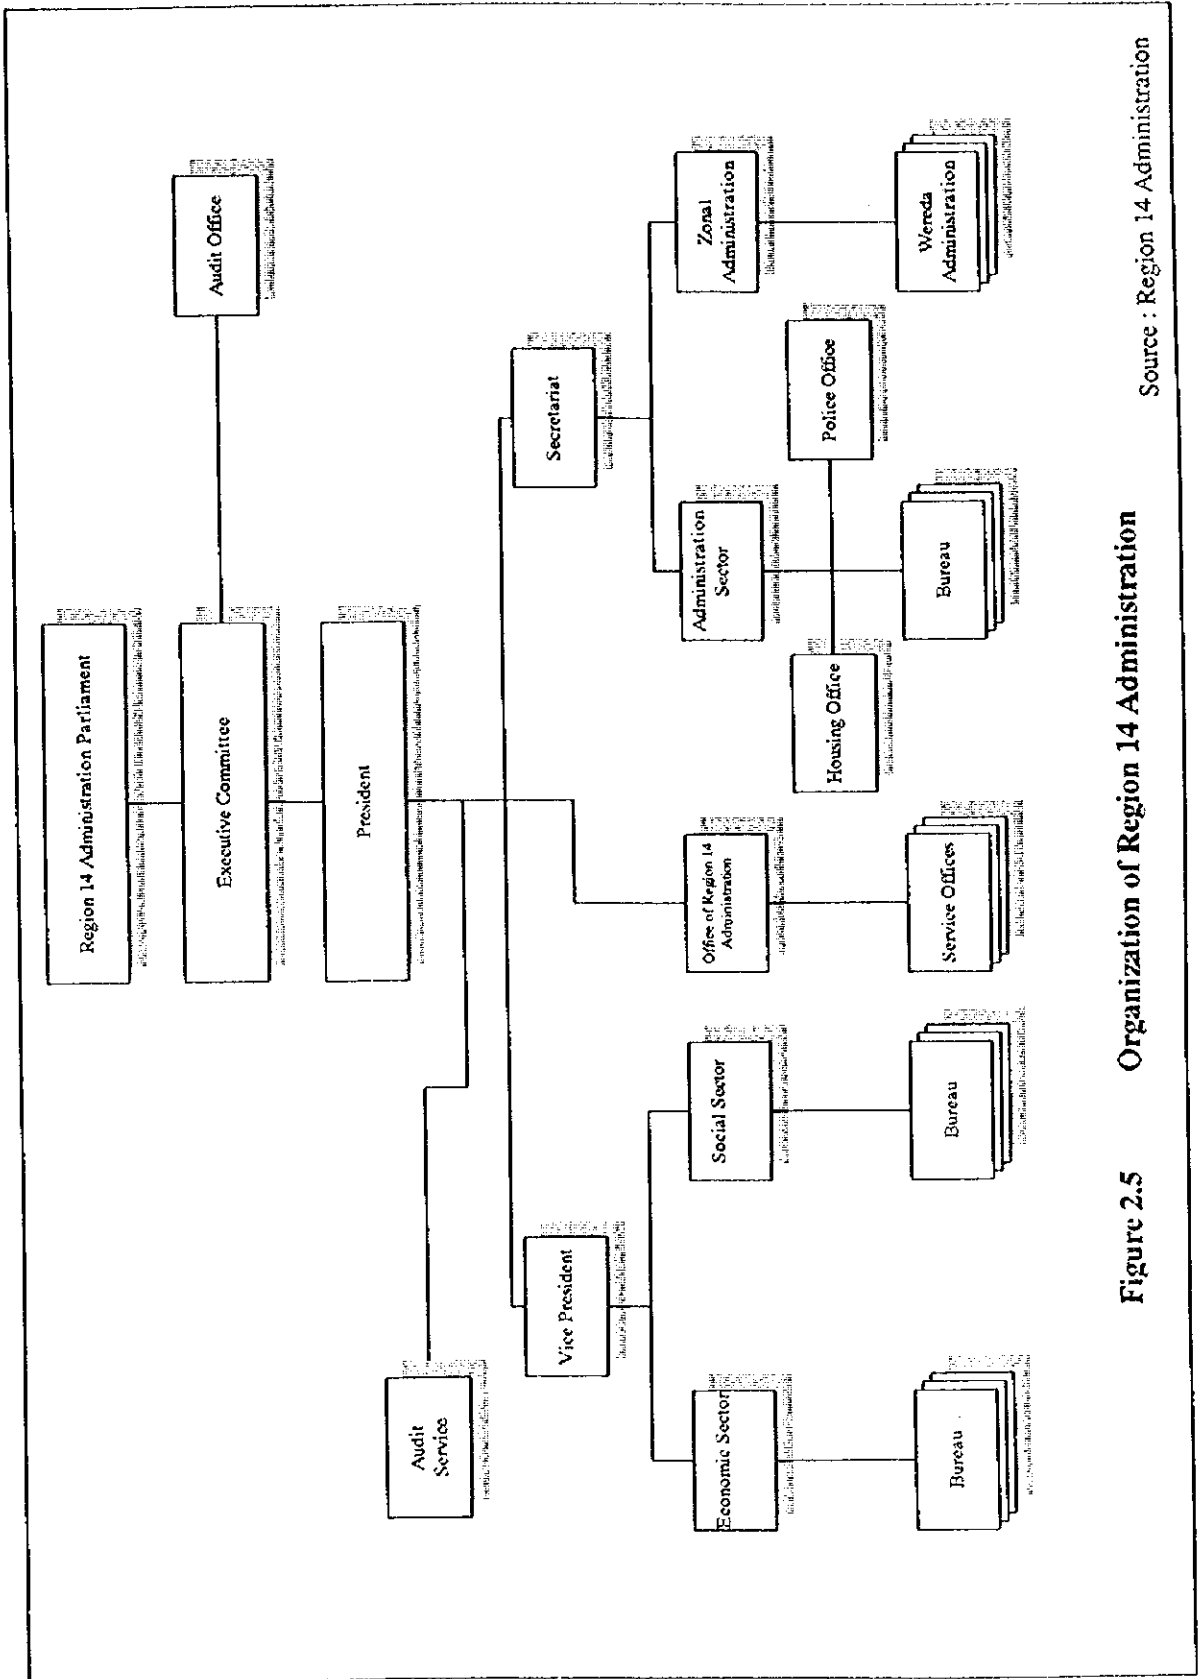 Region 14 Administration Parliament
Executive Committee
Audit Office
President
Audit
Service
Vice President
Secretariat
Economic Sector
Social Sector
Office of Region 14
Administration
Administration
Sector
Zonal
Administration
Housing Office
Police Office
Bureau
Bureau
Service Offices
Bureau
Wereda
Administration
Figure 2.5 Organization of Region 14 Administration
Source : Region 14 Administration